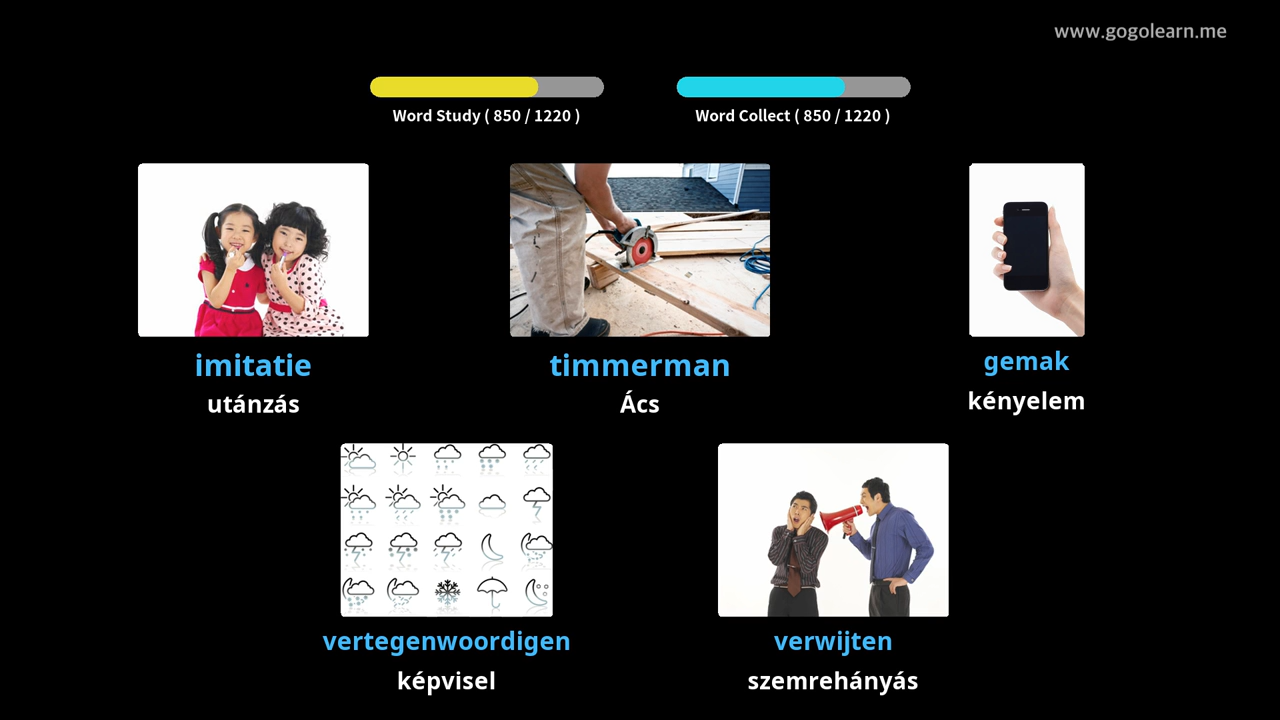 www.gogolearn.me
Word Study ( 850 / 1220 )
Word Collect ( 850 / 1220 )
imitatie
utánzás
timmerman
Ács
gemak
kényelem
vertegenwoordigen
képvisel
verwijten
szemrehányás